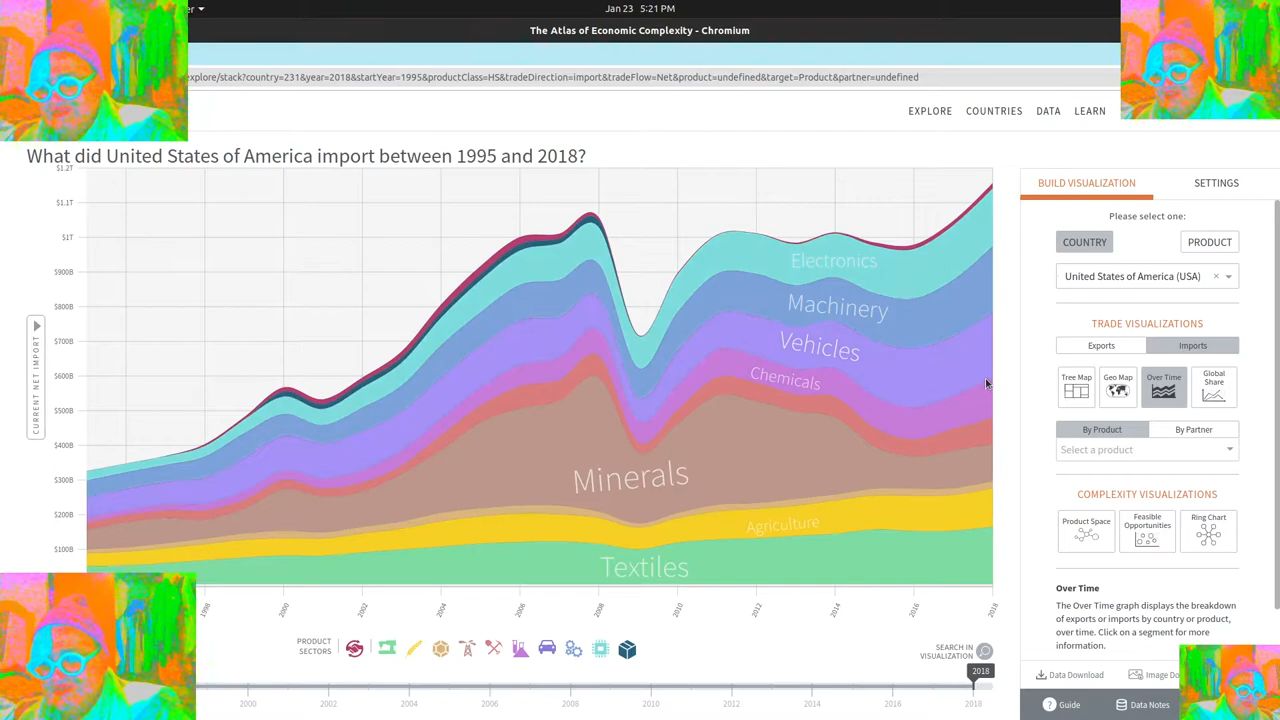 er
Jan 23 5:21 PM
The Atlas of Economic Complexity - Chromium
explore/stack?country=231&year=2018&startYear=1995&productClass=HS&tradeDirection=import&tradeFlow=Net&product=undefined&target=Product&partner=undefined
EXPLORE COUNTRIES DATA LEARN
What did United States of America import between 1995 and 2018?
$1.2T
$1.1T
$1T
$900B
$800B
$700B
$600B
$500B
$400B
$300B
$200B
$100B
CURRENT NET IMPORT
Electronics
Machinery
Vehicles
Chemicals
Minerals
Agriculture
Textiles
1998 2000 2002 2004 2006 2008 2010 2012 2014 2016 2018
PRODUCT
SECTORS
SEARCH IN
VISUALIZATION
2018
2000 2002 2004 2006 2008 2010 2012 2014 2016 2018
BUILD VISUALIZATION SETTINGS
Please select one:
COUNTRY PRODUCT
United States of America (USA) ×
TRADE VISUALIZATIONS
Exports Imports
Tree Map Geo Map Over Time Global
Share
By Product By Partner
Select a product
COMPLEXITY VISUALIZATIONS
Product Space Feasible
Opportunities Ring Chart
Over Time
The Over Time graph displays the breakdown
of exports or imports by country or product,
over time. Click on a segment for more
information.
Data Download Image Do
? Guide Data Notes